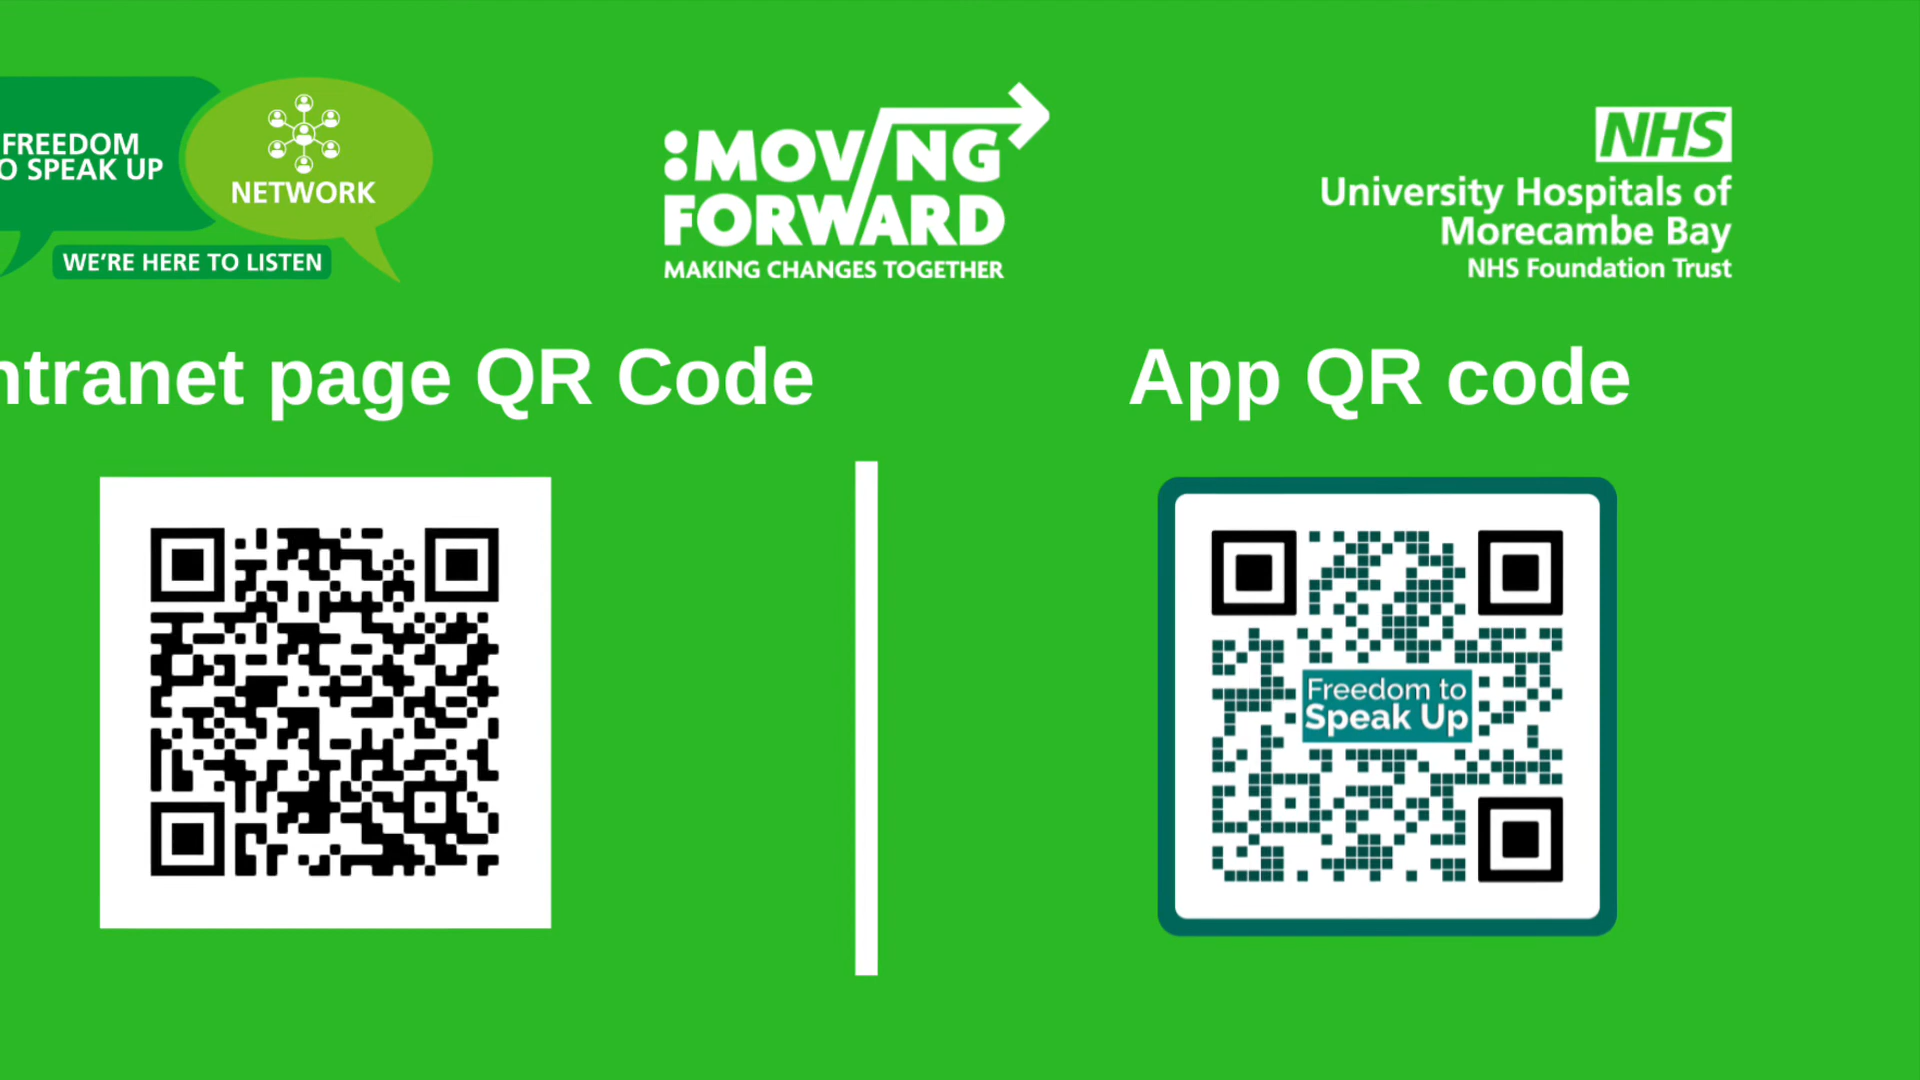 FREEDOM
O SPEAK UP
NETWORK
WE'RE HERE TO LISTEN
:MOVING
FORWARD
MAKING CHANGES TOGETHER
NHS
University Hospitals of
Morecambe Bay
NHS Foundation Trust
ntranet page QR Code
App QR code
Freedom to
Speak Up